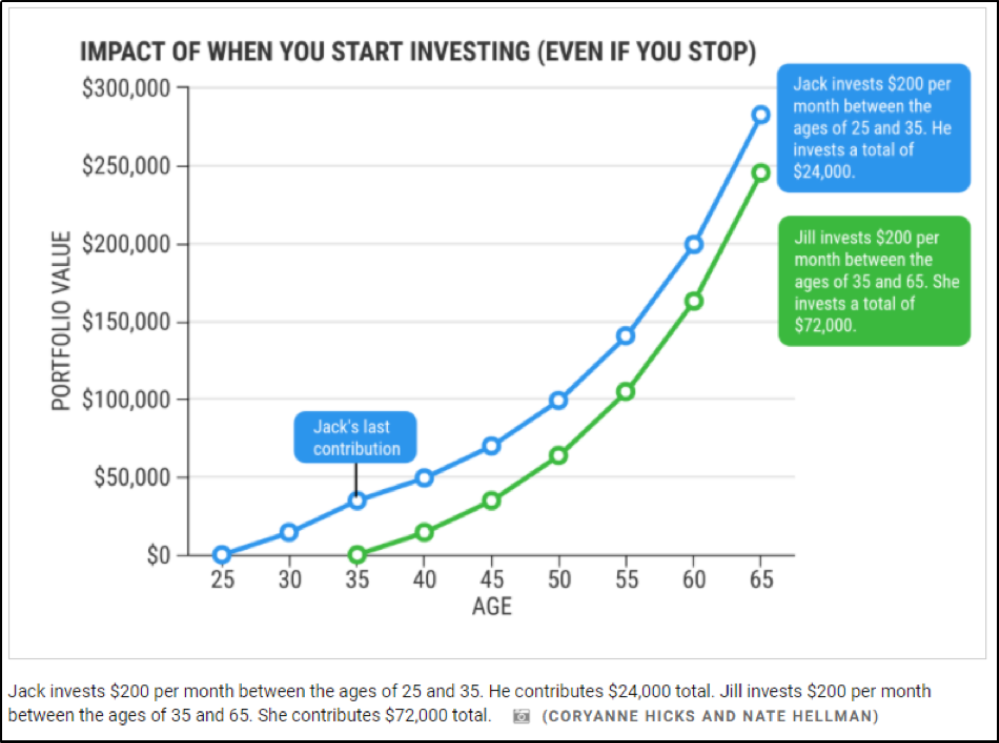 IMPACT OF WHEN YOU START INVESTING (EVEN IF YOU STOP)
$300,000
$250,000
$200,000
$150,000
$100,000
$50,000
$0
PORTFOLIO VALUE
Jack invests $200 per
month between the
ages of 25 and 35. He
invests a total of
$24,000.
Jill invests $200 per
month between the
ages of 35 and 65. She
invests a total of
$72,000.
Jack's last
contribution
25 30 35 40 45 50 55 60 65
AGE
Jack invests $200 per month between the ages of 25 and 35. He contributes $24,000 total. Jill invests $200 per month
between the ages of 35 and 65. She contributes $72,000 total. (CORYANNE HICKS AND NATE HELLMAN)